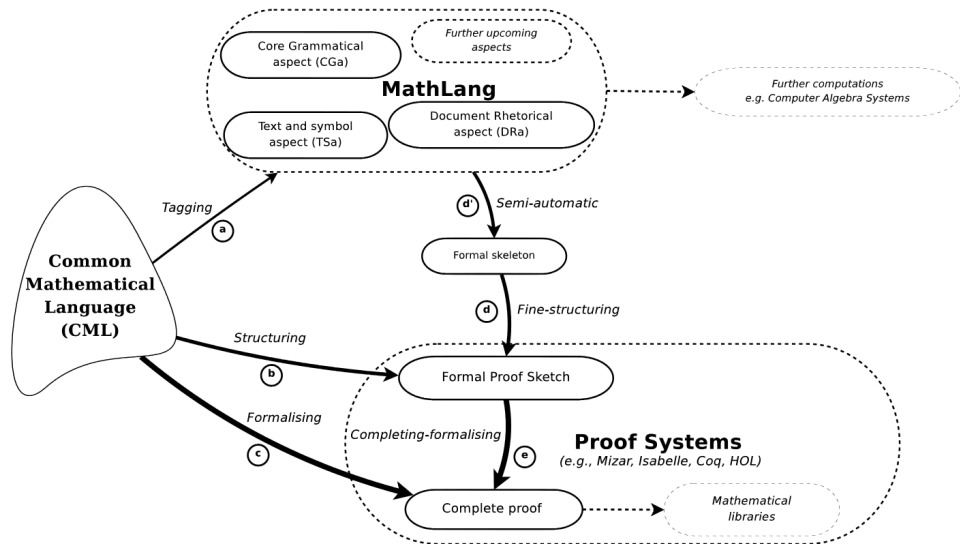 Core Grammatical
aspect (CGa)
Further upcoming
aspects
MathLang
Text and symbol
aspect (TSa)
Document Rhetorical
aspect (DRa)
Further computations
e.g. Computer Algebra Systems
Tagging
a
d'
Semi-automatic
Common
Mathematical
Language
(CML)
Formal skeleton
d
Fine-structuring
Structuring
b
Formal Proof Sketch
Formalising
c
Completing-formalising
e
Proof Systems
(e.g., Mizar, Isabelle, Coq, HOL)
Complete proof
Mathematical
libraries